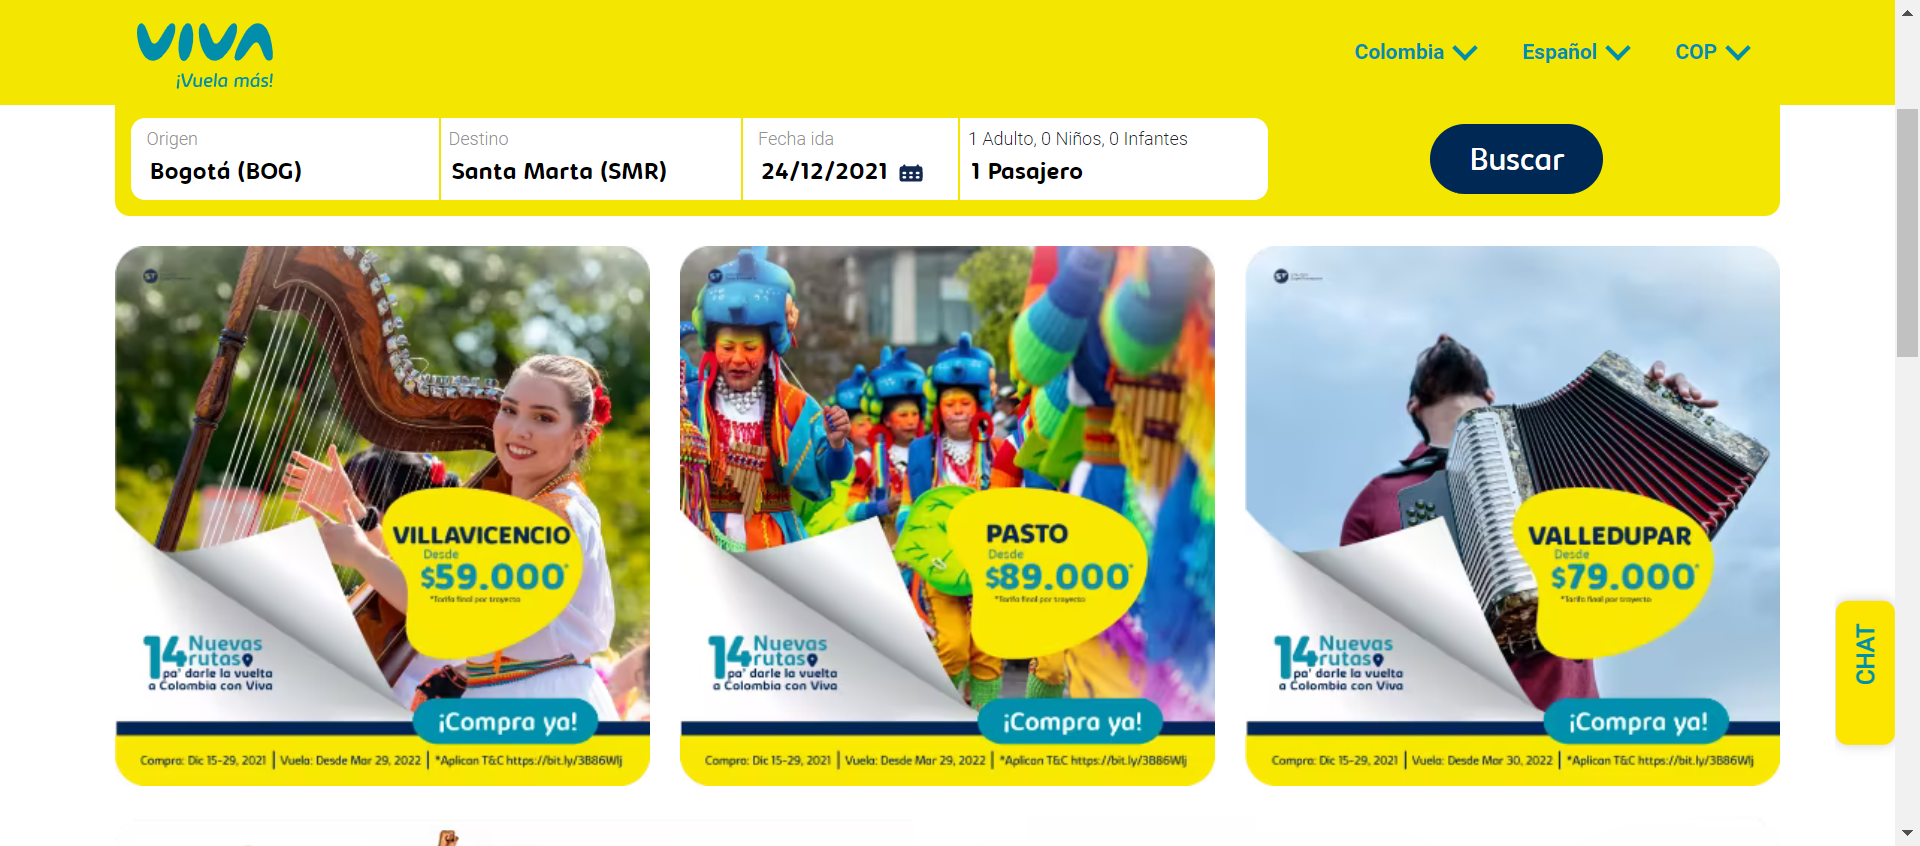 VIVA
¡Vuela más!
Colombia
Español
COP
Origen
Bogotá (BOG)
Destino
Santa Marta (SMR)
Fecha ida
24/12/2021
1 Adulto, 0 Niños, 0 Infantes
1 Pasajero
Buscar
VILLAVICENCIO
Desde
$59.000*
*Tarifa final por trayecto
14 Nuevas
rutas
pa' darle la vuelta
a Colombia con Viva
¡Compra ya!
Compra: Dic 15-29, 2021 | Vuela: Desde Mar 29, 2022 | *Aplican T&C https://bit.ly/3B86Wlj
PASTO
Desde
$89.000*
*Tarifa final por trayecto
14 Nuevas
rutas
pa' darle la vuelta
a Colombia con Viva
¡Compra ya!
Compra: Dic 15-29, 2021 | Vuela: Desde Mar 29, 2022 | *Aplican T&C https://bit.ly/3B86Wlj
VALLEDUPAR
Desde
$79.000*
*Tarifa final por trayecto
14 Nuevas
rutas
pa' darle la vuelta
a Colombia con Viva
¡Compra ya!
Compra: Dic 15-29, 2021 | Vuela: Desde Mar 30, 2022 | *Aplican T&C https://bit.ly/3B86Wlj
CHAT